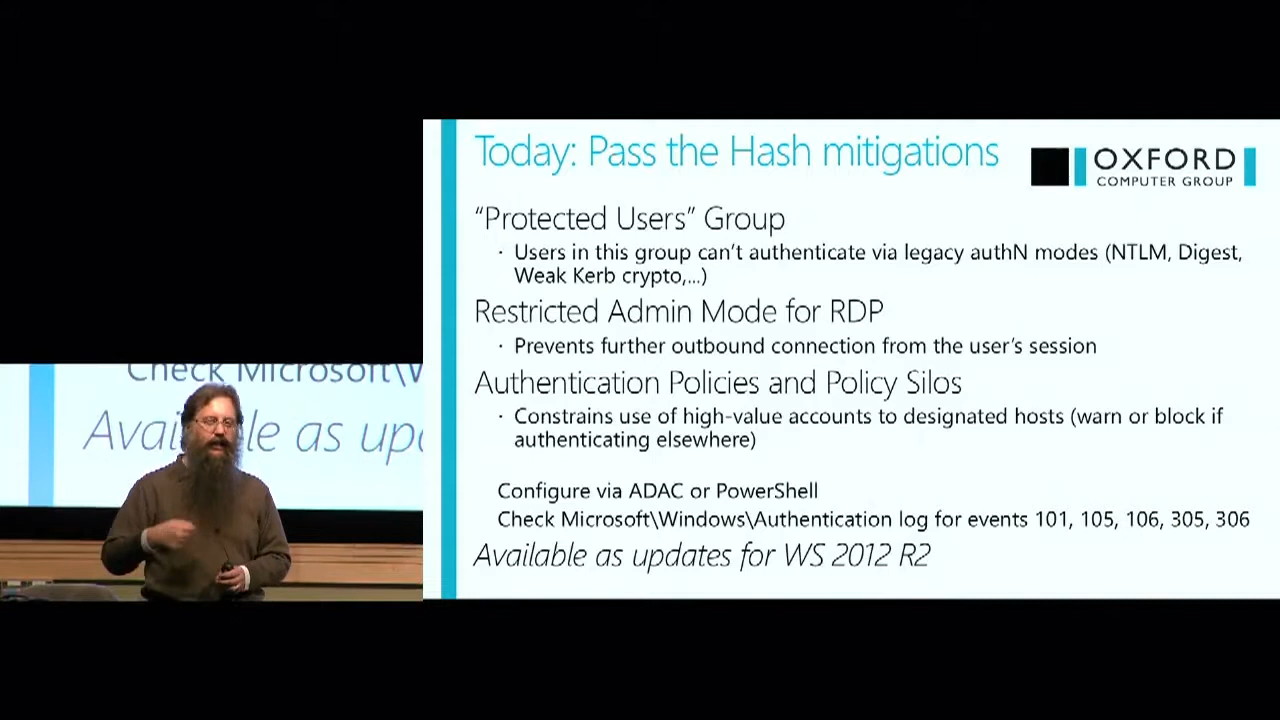 Today: Pass the Hash mitigations
OXFORD
COMPUTER GROUP
“Protected Users” Group
· Users in this group can’t authenticate via legacy authN modes (NTLM, Digest,
Weak Kerb crypto,...)
Restricted Admin Mode for RDP
· Prevents further outbound connection from the user’s session
Authentication Policies and Policy Silos
· Constrains use of high-value accounts to designated hosts (warn or block if
authenticating elsewhere)
Configure via ADAC or PowerShell
Check Microsoft\Windows\Authentication log for events 101, 105, 106, 305, 306
Available as updates for WS 2012 R2
Check Microsoft\
as